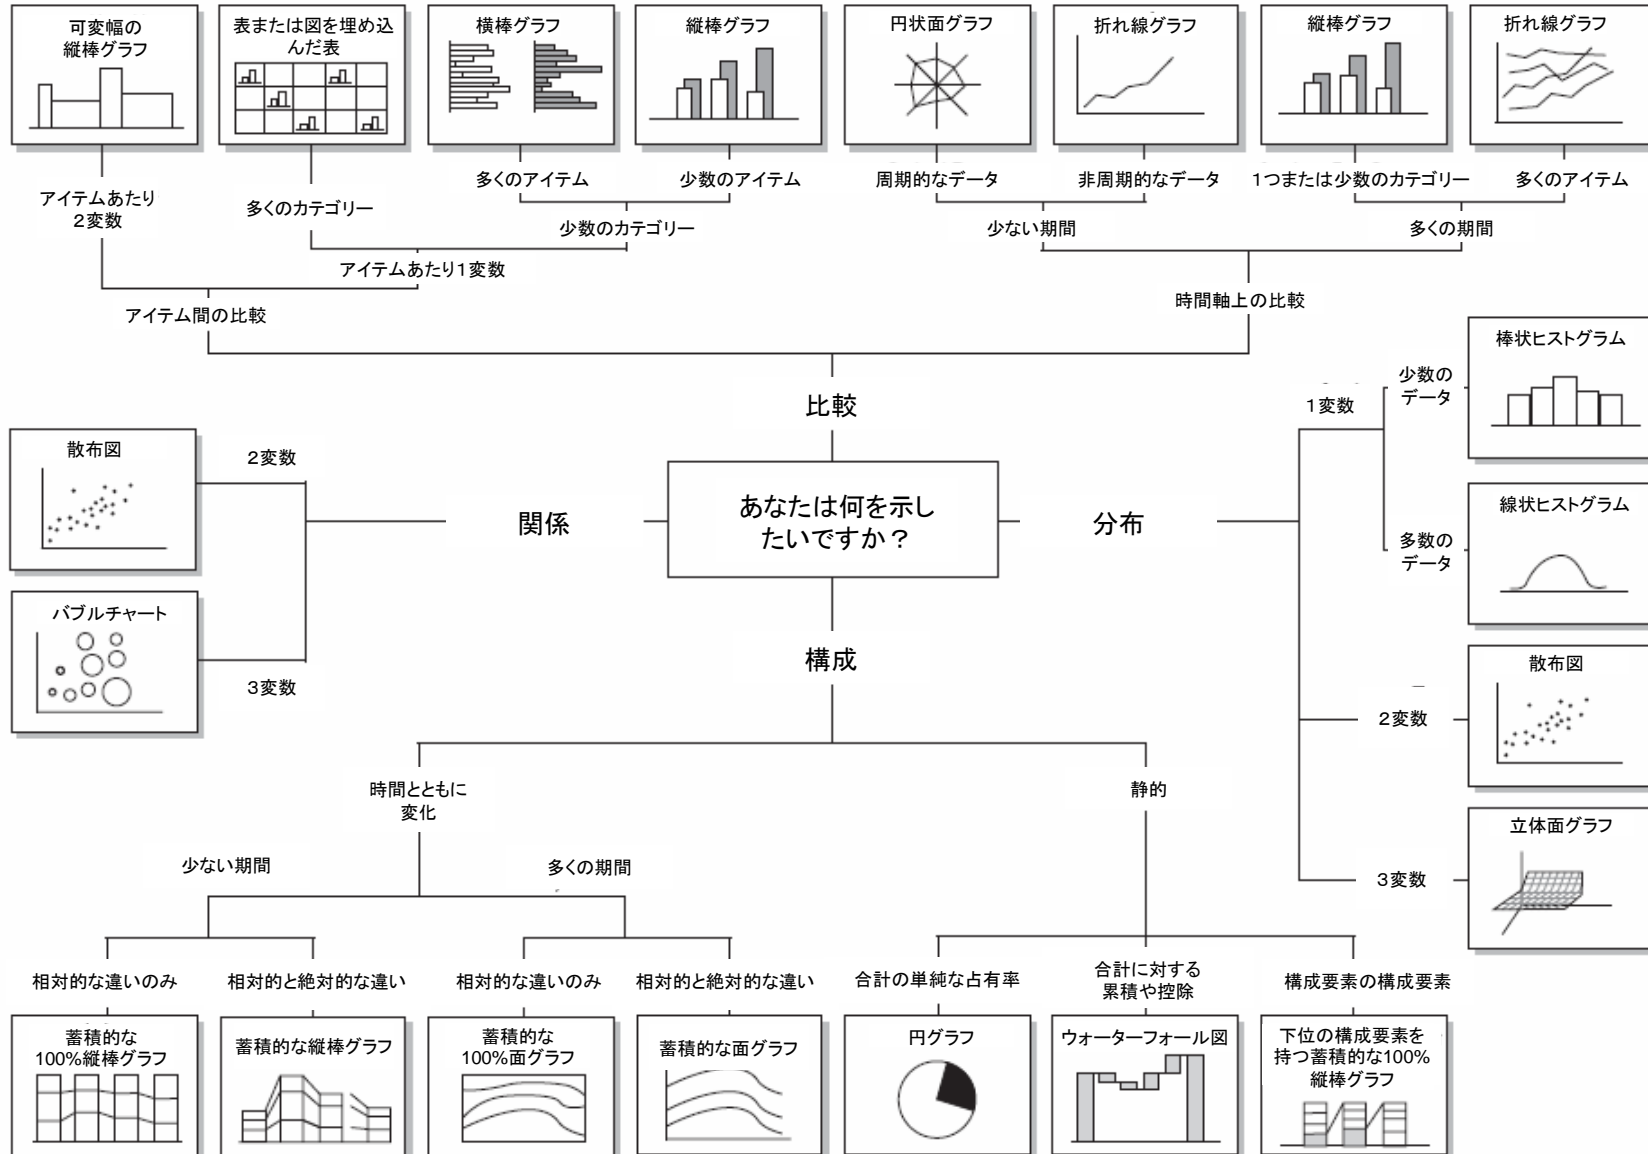 可変幅の
縦棒グラフ
表または図を埋め込
んだ表
横棒グラフ
縦棒グラフ
円状面グラフ
折れ線グラフ
縦棒グラフ
折れ線グラフ
多くのアイテム
少数のアイテム
周期的なデータ
非周期的なデータ
1つまたは少数のカテゴリー
多くのアイテム
アイテムあたり
2変数
多くのカテゴリー
少数のカテゴリー
少ない期間
多くの期間
アイテムあたり1変数
アイテム間の比較
時間軸上の比較
比較
棒状ヒストグラム
少数の
データ
1変数
散布図
2変数
関係
あなたは何を示し
たいですか？
分布
線状ヒストグラム
多数の
データ
バブルチャート
3変数
構成
散布図
2変数
時間とともに
変化
静的
立体面グラフ
3変数
少ない期間
多くの期間
相対的な違いのみ
相対的と絶対的な違い
相対的な違いのみ
相対的と絶対的な違い
合計の単純な占有率
合計に対する
累積や控除
構成要素の構成要素
蓄積的な
100%縦棒グラフ
蓄積的な縦棒グラフ
蓄積的な
100%面グラフ
蓄積的な面グラフ
円グラフ
ウォーターフォール図
下位の構成要素を
持つ蓄積的な100%
縦棒グラフ